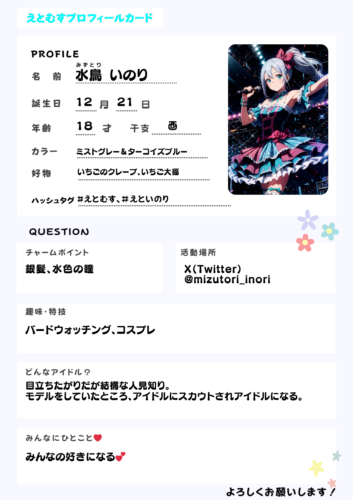 えとむすプロフィールカード
PROFILE
みずとり
名 前 水鳥 いのり
誕生日 12 月 21 日
年齢 18 才 干支 酉
カラー ミストグレー&ターコイズブルー
好物 いちごのクレープ、いちご大福
ハッシュタグ #えとむす、#えといのり
QUESTION
チャームポイント
銀髪、水色の瞳
活動場所
X(Twitter)
@mizutori_inori
趣味・特技
バードウォッチング、コスプレ
どんなアイドル?
目立ちたがりだが結構な人見知り。
モデルをしていたところ、アイドルにスカウトされアイドルになる。
みんなにひとこと❤
みんなの好きになる💕
よろしくお願いします!